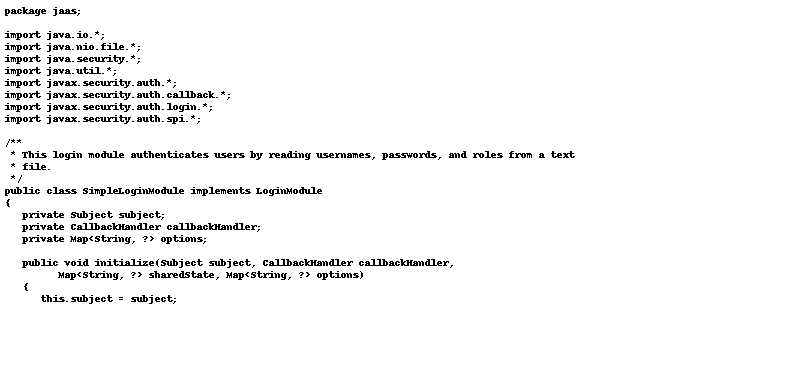 package jaas;

import java.io.*;
import java.nio.file.*;
import java.security.*;
import java.util.*;
import javax.security.auth.*;
import javax.security.auth.callback.*;
import javax.security.auth.login.*;
import javax.security.auth.spi.*;

/**
 * This login module authenticates users by reading usernames, passwords, and roles from a text
 * file.
 */
public class SimpleLoginModule implements LoginModule
{
   private Subject subject;
   private CallbackHandler callbackHandler;
   private Map<String, ?> options;

   public void initialize(Subject subject, CallbackHandler callbackHandler,
         Map<String, ?> sharedState, Map<String, ?> options)
   {
      this.subject = subject;